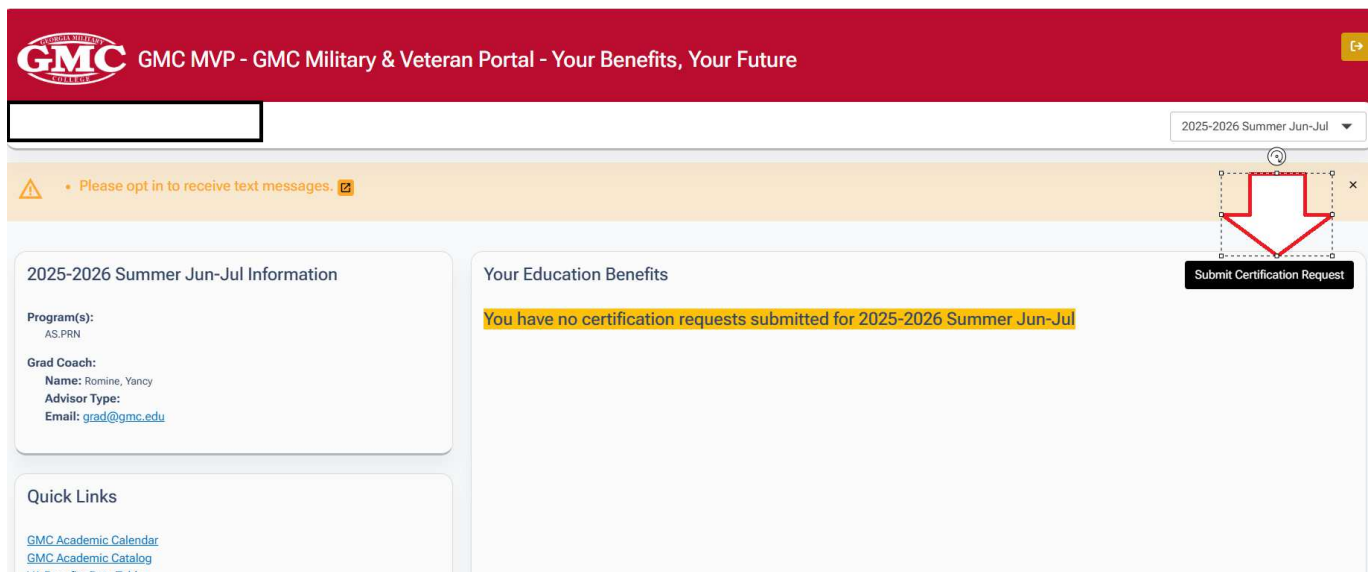 GEORGIA MILITARY
GMC
COLLEGE
GMC MVP - GMC Military & Veteran Portal - Your Benefits, Your Future
2025-2026 Summer Jun-Jul
• Please opt in to receive text messages.
×
2025-2026 Summer Jun-Jul Information
Program(s):
AS.PRN
Grad Coach:
Name: Romine, Yancy
Advisor Type:
Email: grad@gmc.edu
Quick Links
GMC Academic Calendar
GMC Academic Catalog
Your Education Benefits
Submit Certification Request
You have no certification requests submitted for 2025-2026 Summer Jun-Jul